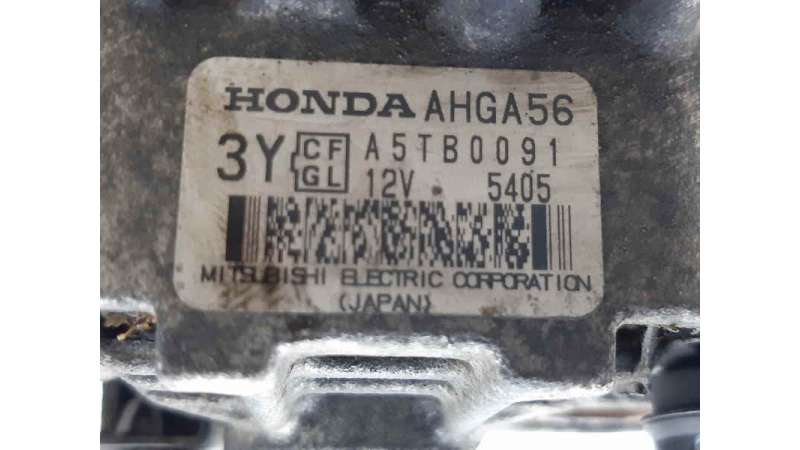 HONDA AHGA56
3Y CF GL A5TB0091
12V 5405
MITSUBISHI ELECTRIC CORPORATION
(JAPAN)